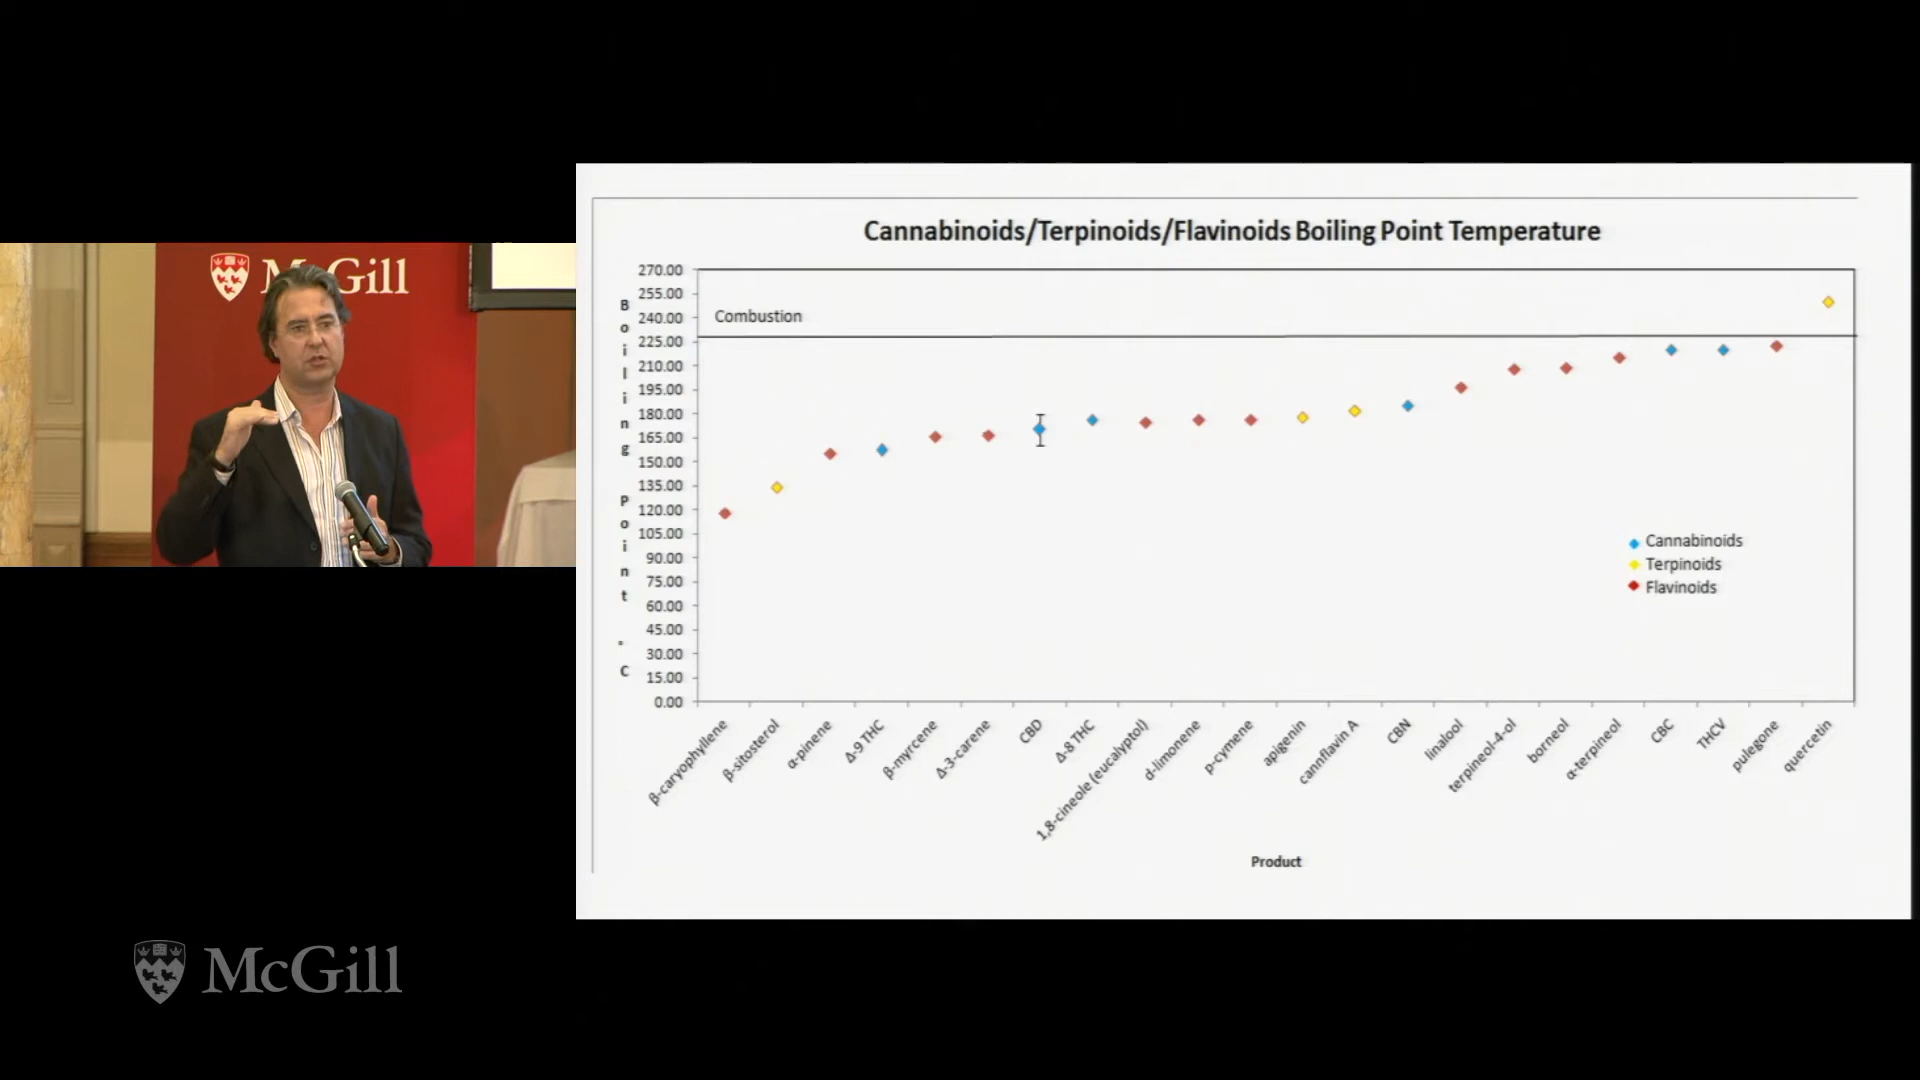 McGill
Cannabinoids/Terpinoids/Flavinoids Boiling Point Temperature
Boiling Point °C
270.00
255.00
240.00
225.00
210.00
195.00
180.00
165.00
150.00
135.00
120.00
105.00
90.00
75.00
60.00
45.00
30.00
15.00
0.00
Combustion
Cannabinoids
Terpinoids
Flavinoids
β-caryophyllene
β-sitosterol
α-pinene
Δ-9 THC
β-myrcene
Δ-3-carene
CBD
Δ-8 THC
1,8-cineole (eucalyptol)
d-limonene
p-cymene
apigenin
cannflavin A
CBN
linalool
terpineol-4-ol
borneol
α-terpineol
CBC
THCV
pulegone
quercetin
Product
McGill